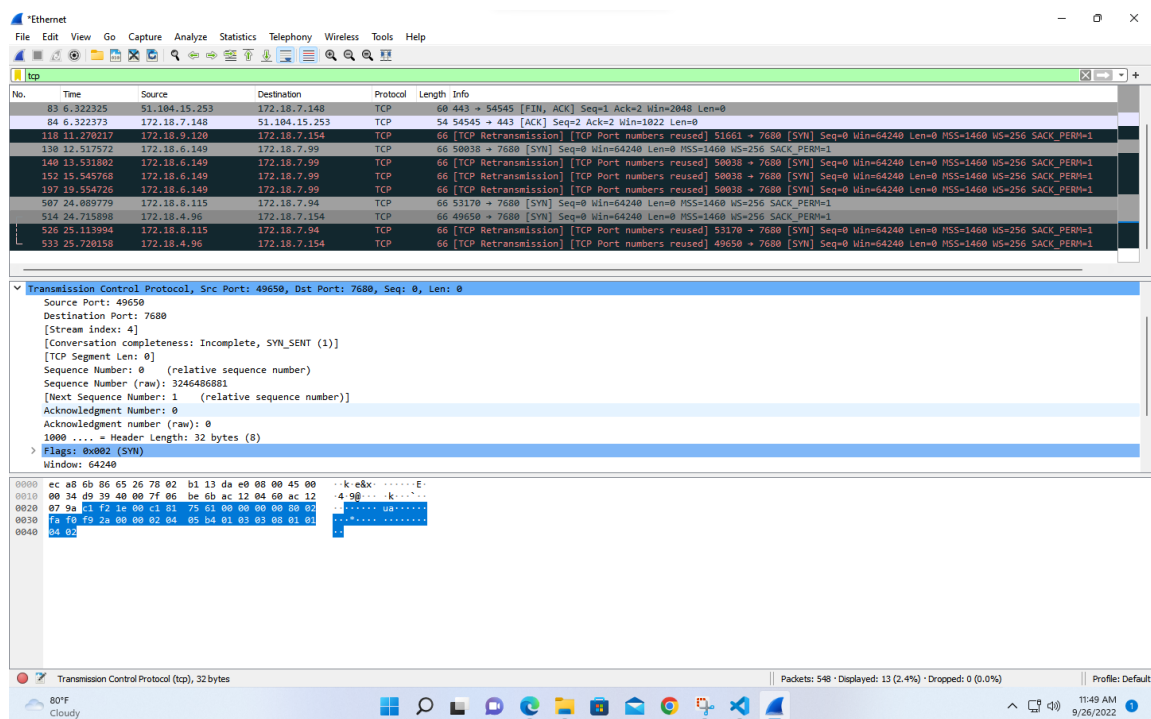 *Ethernet
File Edit View Go Capture Analyze Statistics Telephony Wireless Tools Help
tcp
No. Time Source Destination Protocol Length Info
83 6.322325 51.104.15.253 172.18.7.148 TCP 60 443 → 54545 [FIN, ACK] Seq=1 Ack=2 Win=2048 Len=0
84 6.322373 172.18.7.148 51.104.15.253 TCP 54 54545 → 443 [ACK] Seq=2 Ack=2 Win=1022 Len=0
118 11.270217 172.18.9.120 172.18.7.154 TCP 66 [TCP Retransmission] [TCP Port numbers reused] 51661 → 7680 [SYN] Seq=0 Win=64240 Len=0 MSS=1460 WS=256 SACK_PERM=1
130 12.517572 172.18.6.149 172.18.7.99 TCP 66 50038 → 7680 [SYN] Seq=0 Win=64240 Len=0 MSS=1460 WS=256 SACK_PERM=1
140 13.531802 172.18.6.149 172.18.7.99 TCP 66 [TCP Retransmission] [TCP Port numbers reused] 50038 → 7680 [SYN] Seq=0 Win=64240 Len=0 MSS=1460 WS=256 SACK_PERM=1
152 15.545768 172.18.6.149 172.18.7.99 TCP 66 [TCP Retransmission] [TCP Port numbers reused] 50038 → 7680 [SYN] Seq=0 Win=64240 Len=0 MSS=1460 WS=256 SACK_PERM=1
197 19.554726 172.18.6.149 172.18.7.99 TCP 66 [TCP Retransmission] [TCP Port numbers reused] 50038 → 7680 [SYN] Seq=0 Win=64240 Len=0 MSS=1460 WS=256 SACK_PERM=1
507 24.089779 172.18.8.115 172.18.7.94 TCP 66 53170 → 7680 [SYN] Seq=0 Win=64240 Len=0 MSS=1460 WS=256 SACK_PERM=1
514 24.715898 172.18.4.96 172.18.7.154 TCP 66 49650 → 7680 [SYN] Seq=0 Win=64240 Len=0 MSS=1460 WS=256 SACK_PERM=1
526 25.113994 172.18.8.115 172.18.7.94 TCP 66 [TCP Retransmission] [TCP Port numbers reused] 53170 → 7680 [SYN] Seq=0 Win=64240 Len=0 MSS=1460 WS=256 SACK_PERM=1
533 25.720158 172.18.4.96 172.18.7.154 TCP 66 [TCP Retransmission] [TCP Port numbers reused] 49650 → 7680 [SYN] Seq=0 Win=64240 Len=0 MSS=1460 WS=256 SACK_PERM=1
Transmission Control Protocol, Src Port: 49650, Dst Port: 7680, Seq: 0, Len: 0
Source Port: 49650
Destination Port: 7680
[Stream index: 4]
[Conversation completeness: Incomplete, SYN_SENT (1)]
[TCP Segment Len: 0]
Sequence Number: 0 (relative sequence number)
Sequence Number (raw): 3246486881
[Next Sequence Number: 1 (relative sequence number)]
Acknowledgment Number: 0
Acknowledgment number (raw): 0
1000 .... = Header Length: 32 bytes (8)
Flags: 0x002 (SYN)
Window: 64240
0000 ec a8 6b 86 65 26 78 02 b1 13 da e0 08 00 45 00 ··k·e&x· ······E·
0010 00 34 d9 39 40 00 7f 06 be 6b ac 12 04 60 ac 12 ·4·9@··· ·k···`··
0020 07 9a c1 f2 1e 00 c1 81 75 61 00 00 00 00 80 02 ········ ua······
0030 fa f0 f9 2a 00 00 02 04 05 b4 01 03 03 08 01 01 ···*···· ········
0040 04 02 ··
Transmission Control Protocol (tcp), 32 bytes
Packets: 548 · Displayed: 13 (2.4%) · Dropped: 0 (0.0%)
Profile: Default
80°F
Cloudy
11:49 AM
9/26/2022
1